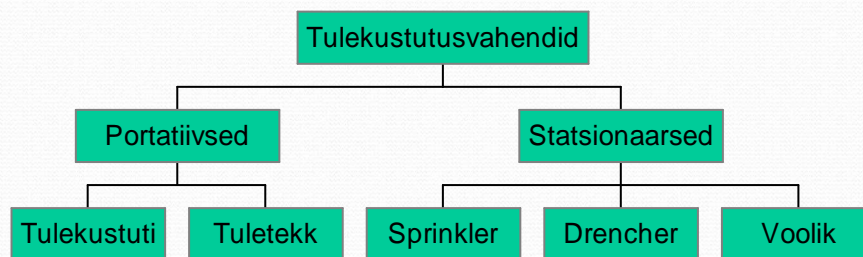 Tulekustutusvahendid
Portatiivsed
Statsionaarsed
Tulekustuti
Tuletekk
Sprinkler
Drencher
Voolik